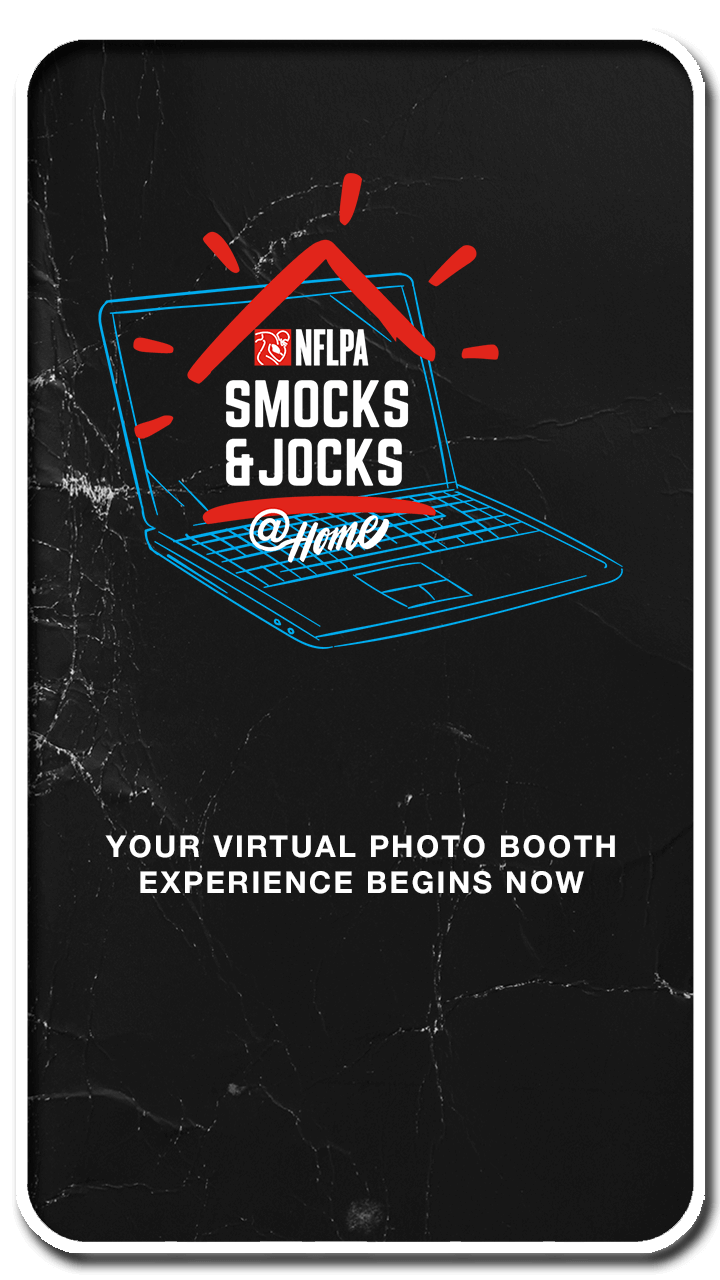 NFLPA
SMOCKS
&JOCKS
@Home
YOUR VIRTUAL PHOTO BOOTH
EXPERIENCE BEGINS NOW